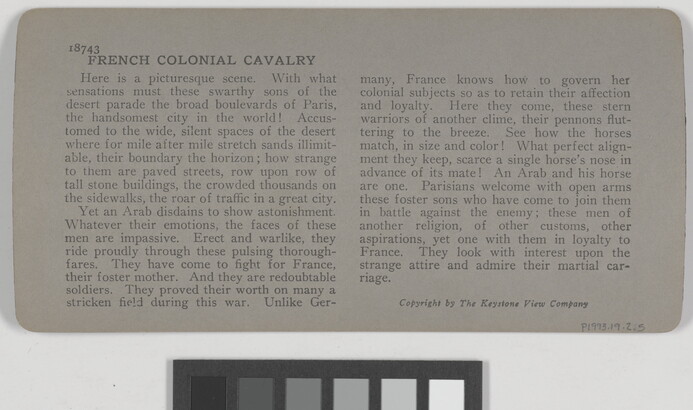 18743
FRENCH COLONIAL CAVALRY
Here is a picturesque scene. With what
sensations must these swarthy sons of the
desert parade the broad boulevards of Paris,
the handsomest city in the world! Accus-
tomed to the wide, silent spaces of the desert
where for mile after mile stretch sands illimit-
able, their boundary the horizon; how strange
to them are paved streets, row upon row of
tall stone buildings, the crowded thousands on
the sidewalks, the roar of traffic in a great city.
Yet an Arab disdains to show astonishment.
Whatever their emotions, the faces of these
men are impassive. Erect and warlike, they
ride proudly through these pulsing thorough-
fares. They have come to fight for France,
their foster mother. And they are redoubtable
soldiers. They proved their worth on many a
stricken field during this war. Unlike Ger-
many, France knows how to govern her
colonial subjects so as to retain their affection
and loyalty. Here they come, these stern
warriors of another clime, their pennons flut-
tering to the breeze. See how the horses
match, in size and color! What perfect align-
ment they keep, scarce a single horse's nose in
advance of its mate! An Arab and his horse
are one. Parisians welcome with open arms
these foster sons who have come to join them
in battle against the enemy; these men of
another religion, of other customs, other
aspirations, yet one with them in loyalty to
France. They look with interest upon the
strange attire and admire their martial car-
riage.
Copyright by The Keystone View Company
P1973.19.2.5